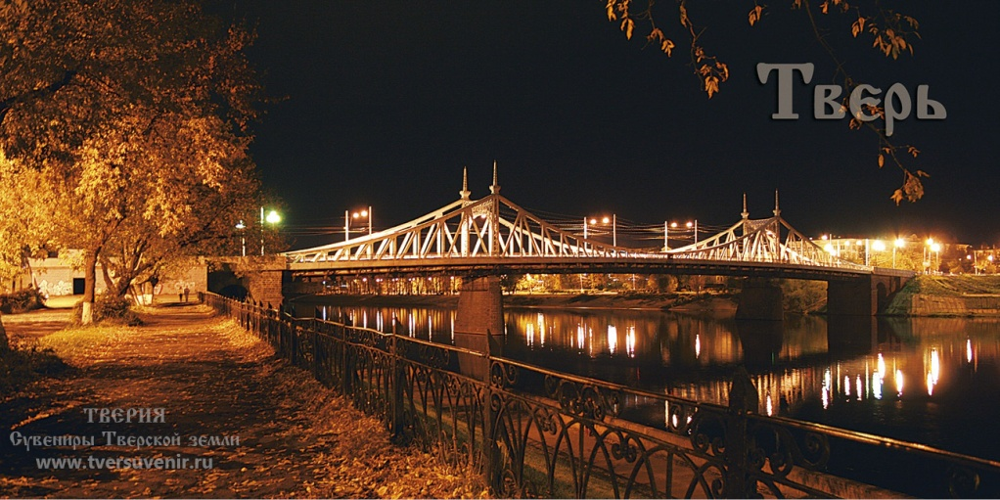 Тверь
ТВЕРИЯ
Сувениры Тверской земли
www.tversuvenir.ru